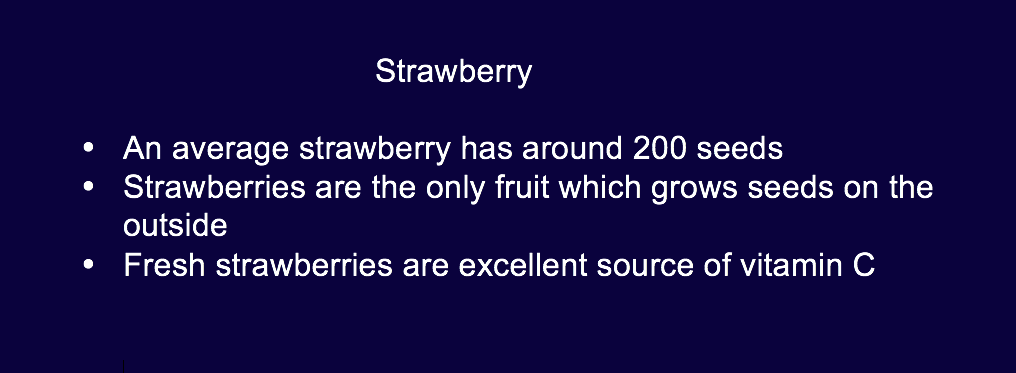 Strawberry
• An average strawberry has around 200 seeds
• Strawberries are the only fruit which grows seeds on the
outside
• Fresh strawberries are excellent source of vitamin C